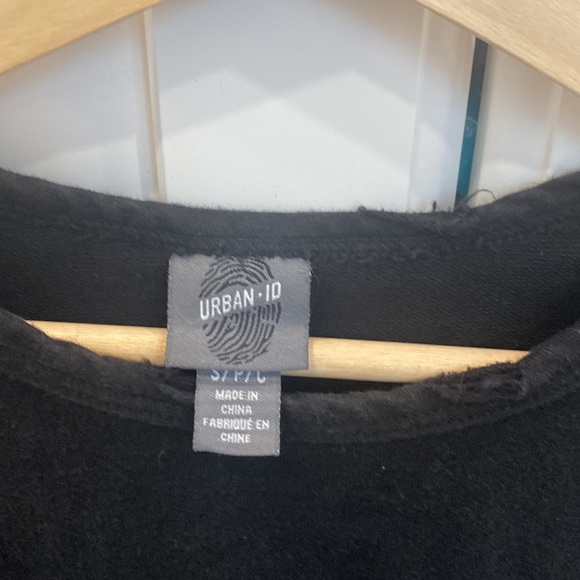 URBAN·ID
S/P/C
MADE IN
CHINA
FABRIQUÉ EN
CHINE